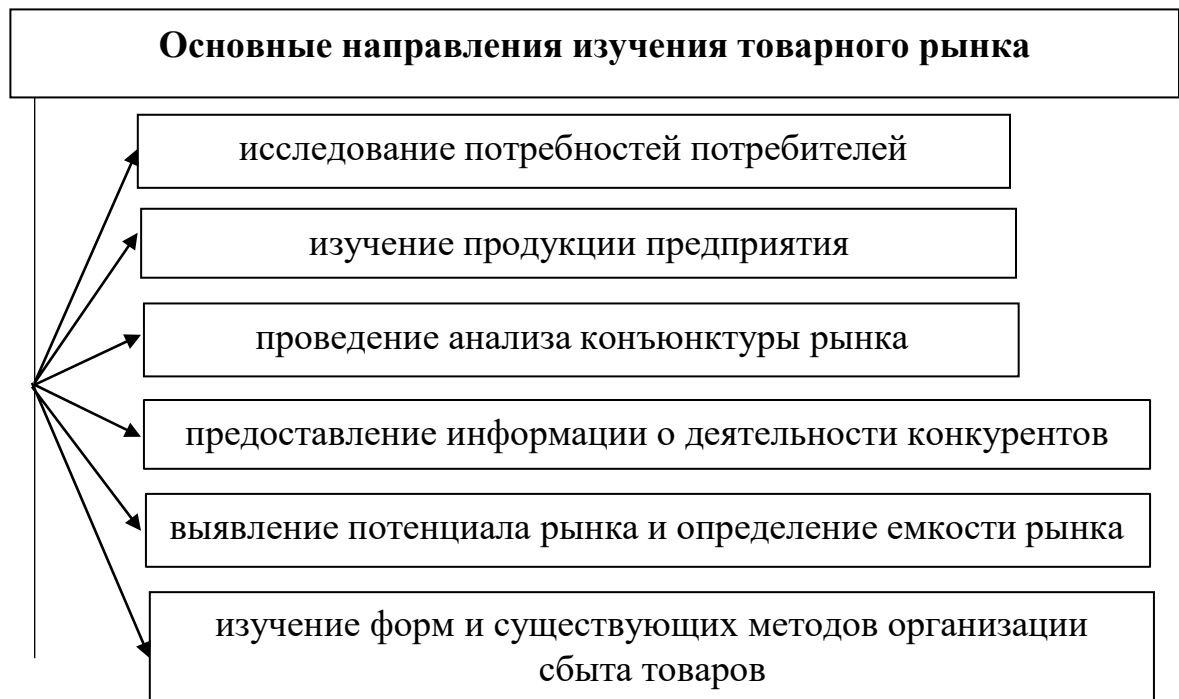 Основные направления изучения товарного рынка
исследование потребностей потребителей
изучение продукции предприятия
проведение анализа конъюнктуры рынка
предоставление информации о деятельности конкурентов
выявление потенциала рынка и определение емкости рынка
изучение форм и существующих методов организации
сбыта товаров